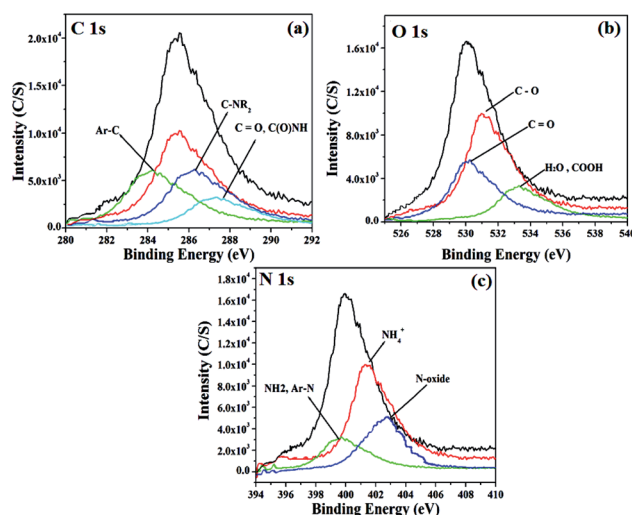 C 1s
(a)
2.0x10⁴
1.5x10⁴
1.0x10⁴
5.0x10³
0.0
Intensity (C/S)
Ar-C
C-NR₂
C = O, C(O)NH
280 282 284 286 288 290 292
Binding Energy (eV)
O 1s
(b)
1.6x10⁴
1.2x10⁴
8.0x10³
4.0x10³
0.0
Intensity (C/S)
C - O
C = O
H₂O , COOH
526 528 530 532 534 536 538 540
Binding Energy (eV)
N 1s
(c)
1.8x10⁴
1.6x10⁴
1.4x10⁴
1.2x10⁴
1.0x10⁴
8.0x10³
6.0x10³
4.0x10³
2.0x10³
0.0
Intensity (C/S)
NH2, Ar-N
NH₄⁺
N-oxide
394 396 398 400 402 404 406 408 410
Binding Energy (eV)